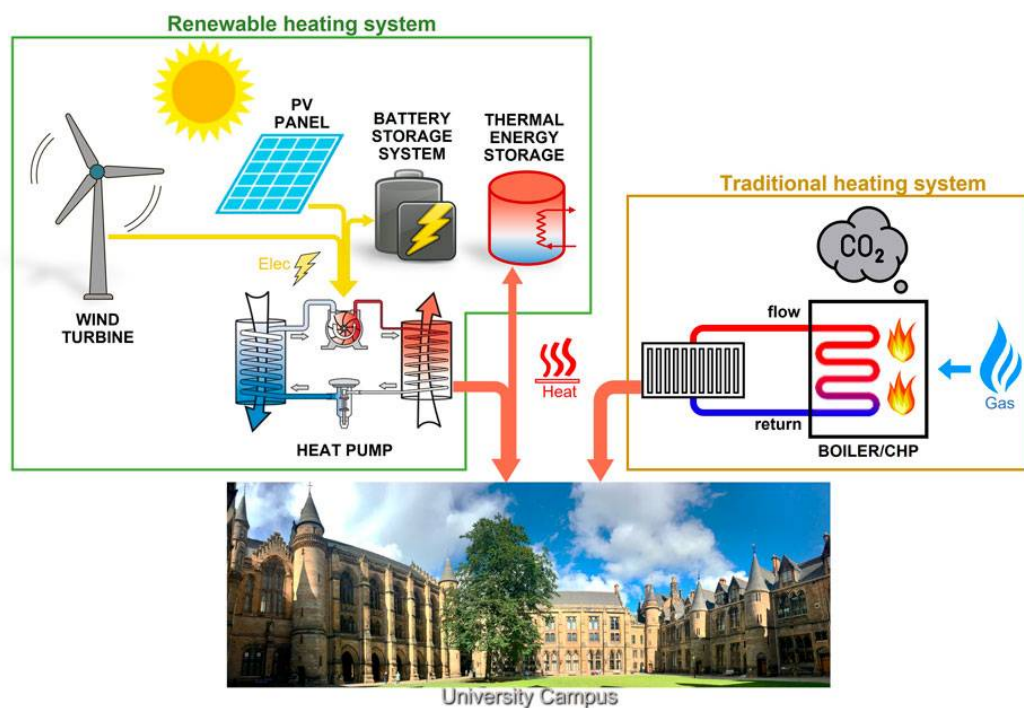 Renewable heating system
PV
PANEL
BATTERY
STORAGE
SYSTEM
THERMAL
ENERGY
STORAGE
Elec
WIND
TURBINE
HEAT PUMP
Heat
Traditional heating system
CO2
flow
return
Gas
BOILER/CHP
University Campus